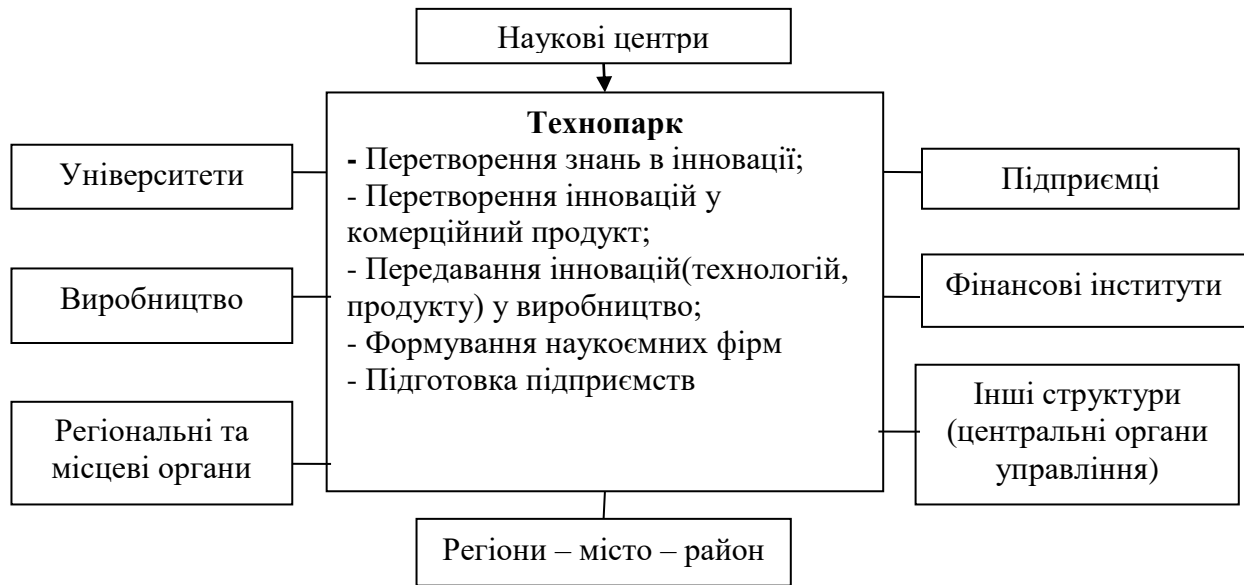 Наукові центри
Технопарк
- Перетворення знань в інновації;
- Перетворення інновацій у
комерційний продукт;
- Передавання інновацій(технологій,
продукту) у виробництво;
- Формування наукоємних фірм
- Підготовка підприємств
Університети
Виробництво
Регіональні та
місцеві органи
Підприємці
Фінансові інститути
Інші структури
(центральні органи
управління)
Регіони – місто – район